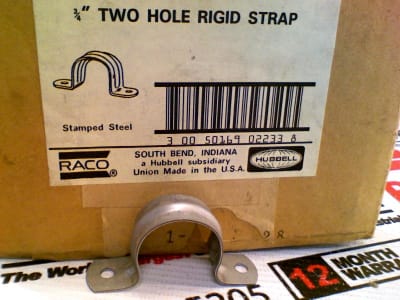 ¾" TWO HOLE RIGID STRAP
Stamped Steel
3 00 50169 02233 8
RACO®
SOUTH BEND, INDIANA
a Hubbell subsidiary
Union Made in the U.S.A.
HUBBELL
The Wor
12 MONTH
WARRA